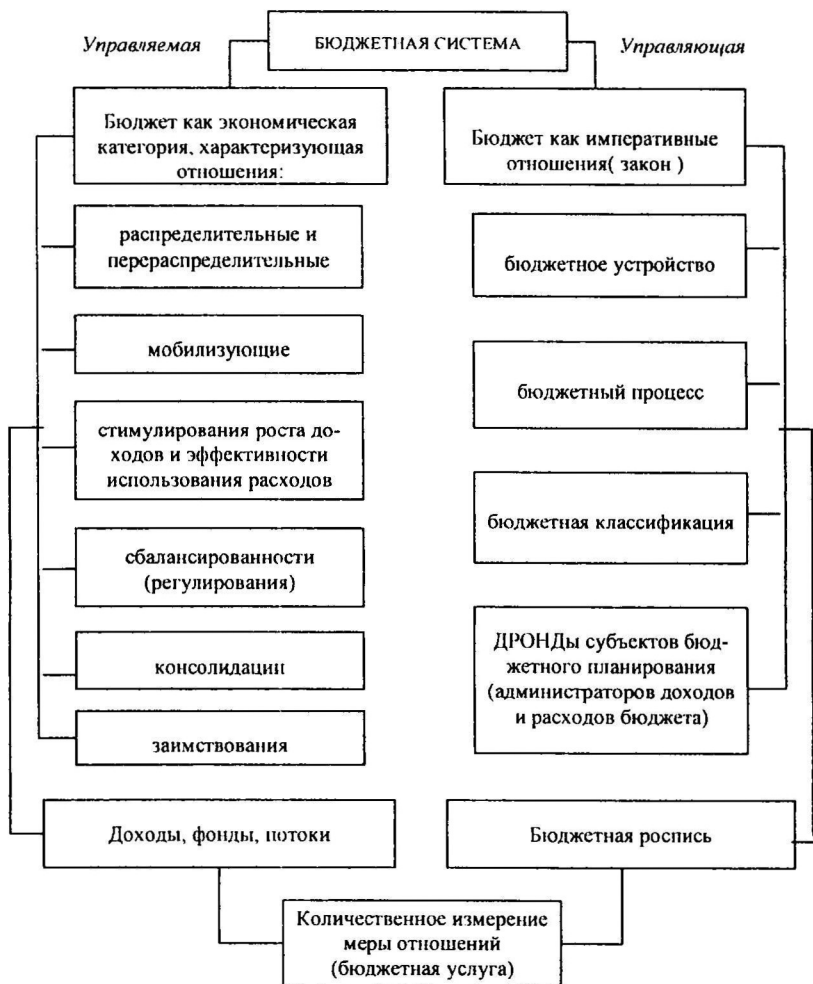 Управляемая
БЮДЖЕТНАЯ СИСТЕМА
Управляющая
Бюджет как экономическая
категория, характеризующая
отношения:
распределительные и
перераспределительные
мобилизующие
стимулирования роста до-
ходов и эффективности
использования расходов
сбалансированности
(регулирования)
консолидации
заимствования
Доходы, фонды, потоки
Бюджет как императивные
отношения( закон )
бюджетное устройство
бюджетный процесс
бюджетная классификация
ДРОНДы субъектов бюд-
жетного планирования
(администраторов доходов
и расходов бюджета)
Бюджетная роспись
Количественное измерение
меры отношений
(бюджетная услуга)